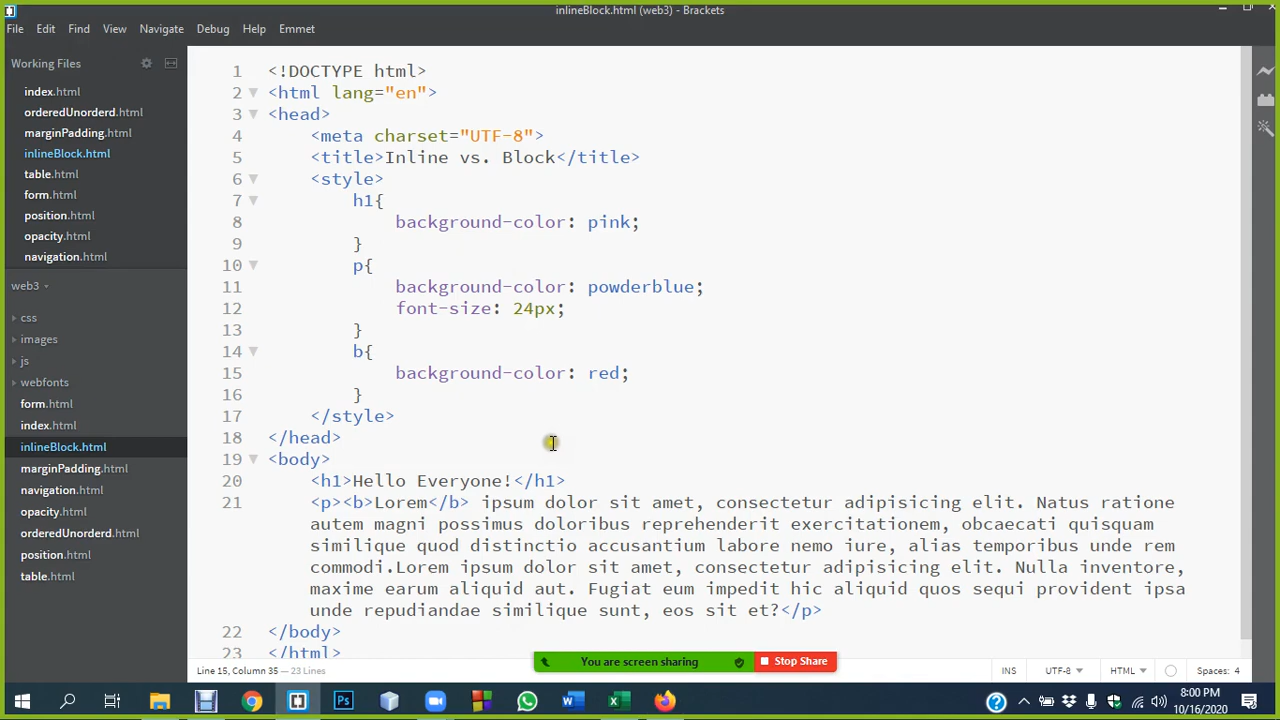 inlineBlock.html (web3) - Brackets
File Edit Find View Navigate Debug Help Emmet
Working Files
index.html
orderedUnorderd.html
marginPadding.html
inlineBlock.html
table.html
form.html
position.html
opacity.html
navigation.html
web3
css
images
js
webfonts
form.html
index.html
inlineBlock.html
marginPadding.html
navigation.html
opacity.html
orderedUnorderd.html
position.html
table.html
1 <!DOCTYPE html>
2 <html lang="en">
3 <head>
4 <meta charset="UTF-8">
5 <title>Inline vs. Block</title>
6 <style>
7 h1{
8 background-color: pink;
9 }
10 p{
11 background-color: powderblue;
12 font-size: 24px;
13 }
14 b{
15 background-color: red;
16 }
17 </style>
18 </head>
19 <body>
20 <h1>Hello Everyone!</h1>
21 <p><b>Lorem</b> ipsum dolor sit amet, consectetur adipisicing elit. Natus ratione
autem magni possimus doloribus reprehenderit exercitationem, obcaecati quisquam
similique quod distinctio accusantium labore nemo iure, alias temporibus unde rem
commodi.Lorem ipsum dolor sit amet, consectetur adipisicing elit. Nulla inventore,
maxime earum aliquid aut. Fugiat eum impedit hic aliquid quos sequi provident ipsa
unde repudiandae similique sunt, eos sit et?</p>
22 </body>
23 </html>
You are screen sharing Stop Share
Line 15, Column 35 — 23 Lines
INS UTF-8 HTML Spaces: 4
8:00 PM
10/16/2020